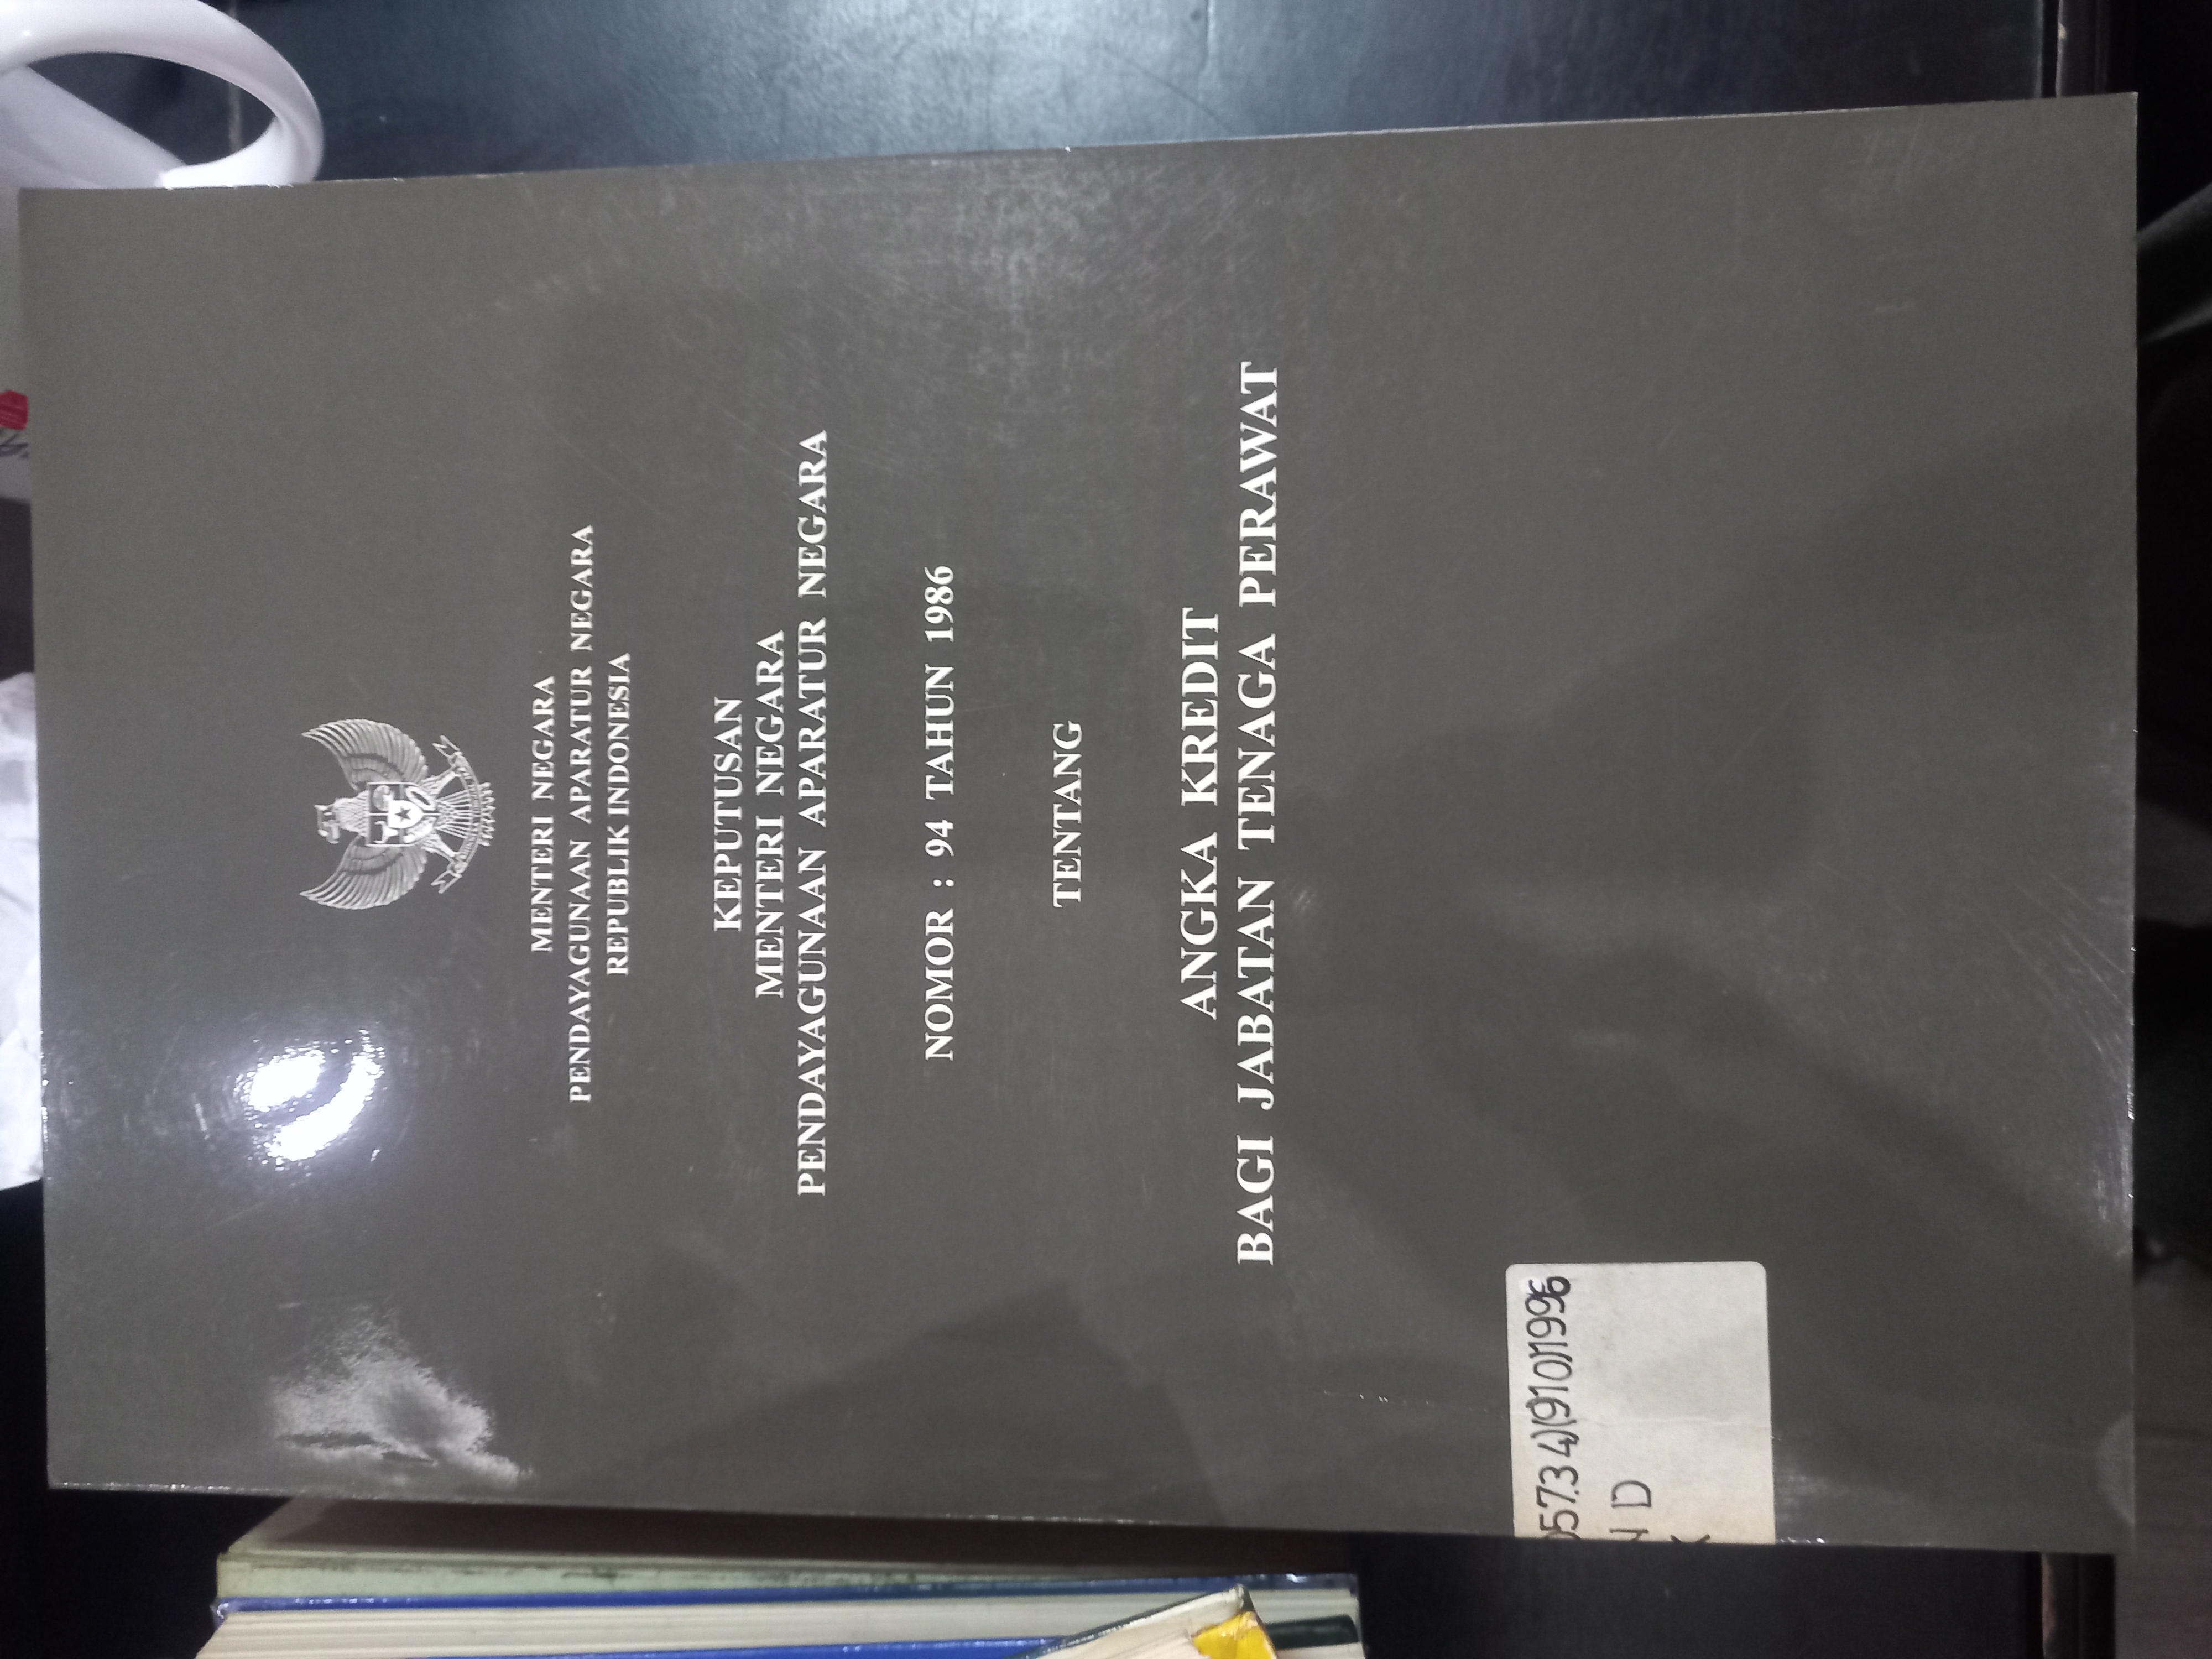 MENTERI NEGARA
PENDAYAGUNAAN APARATUR NEGARA
REPUBLIK INDONESIA
KEPUTUSAN
MENTERI NEGARA
PENDAYAGUNAAN APARATUR NEGARA
NOMOR : 94 TAHUN 1986
TENTANG
ANGKA KREDIT
BAGI JABATAN TENAGA PERAWAT
D